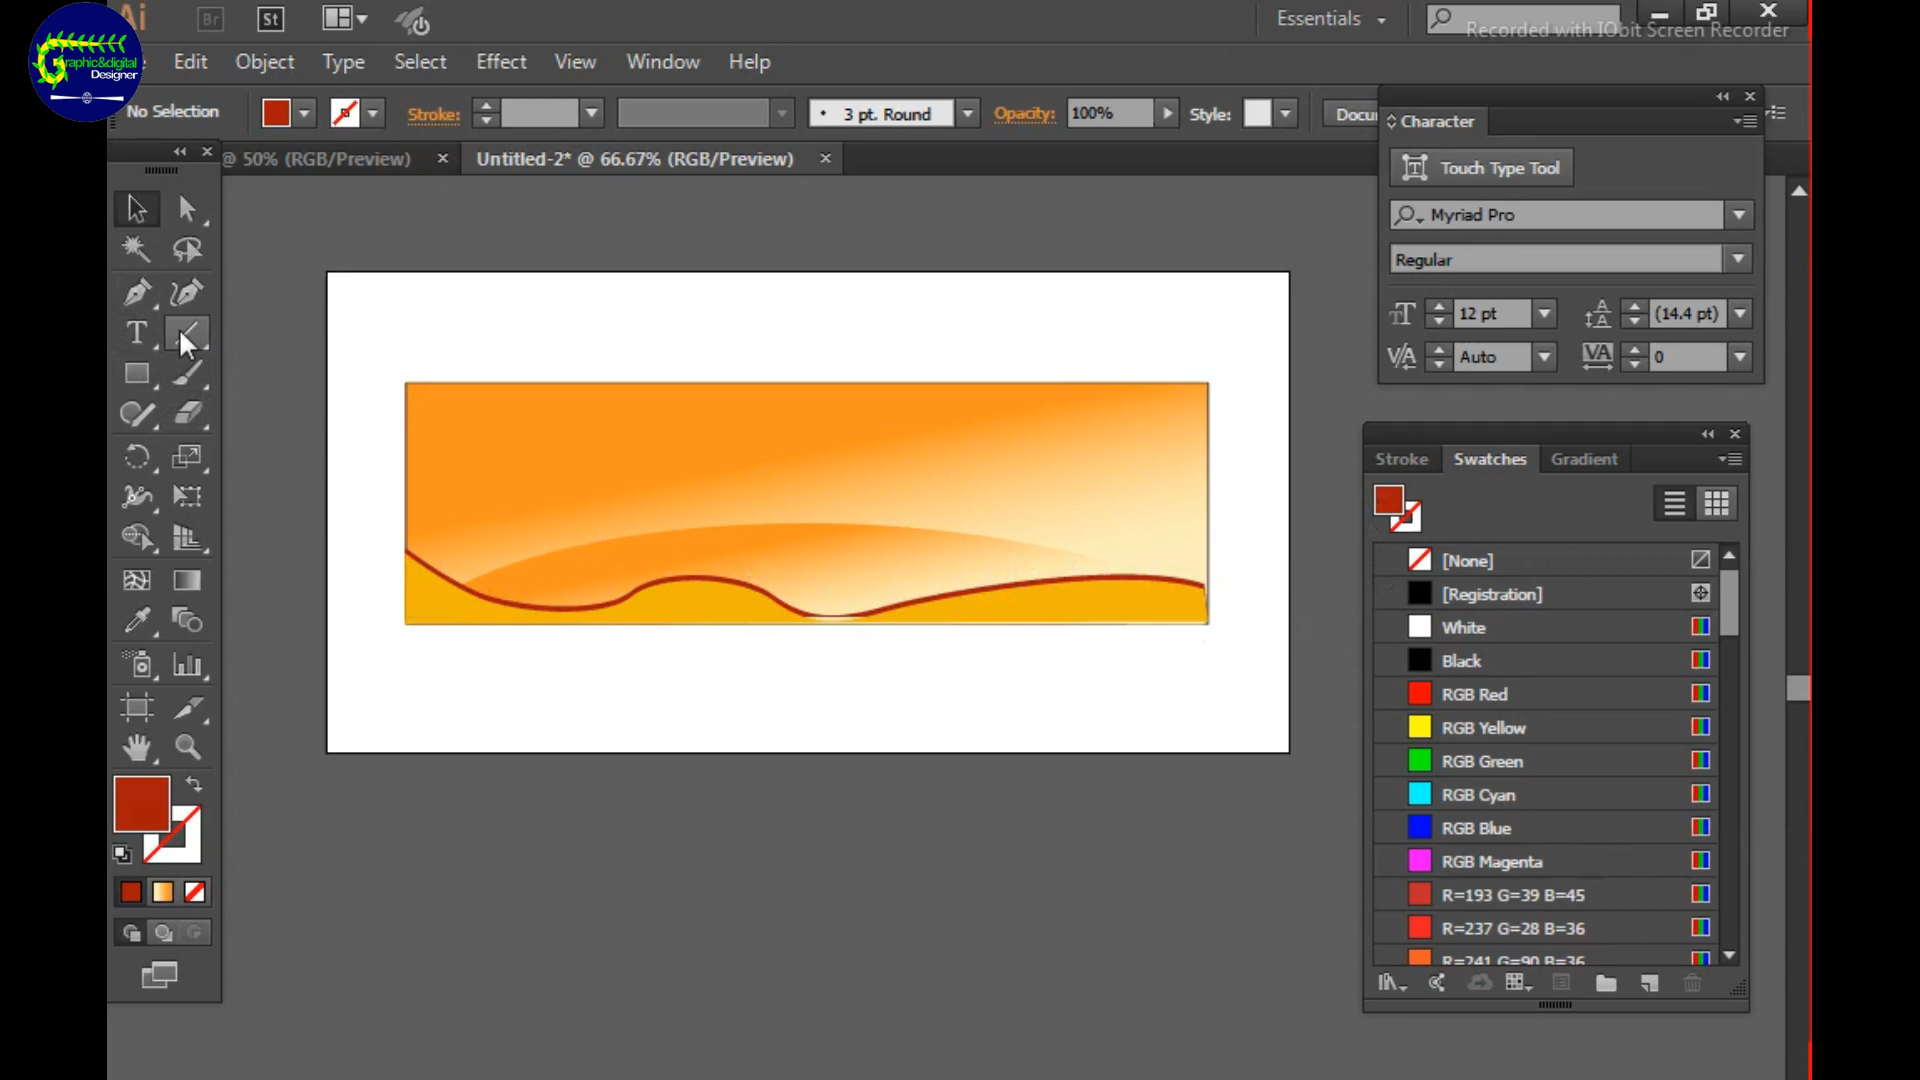 Ai
Br
St
Essentials
Recorded with IObit Screen Recorder
Graphic&digital
Designer
Edit
Object
Type
Select
Effect
View
Window
Help
No Selection
Stroke:
3 pt. Round
Opacity:
100%
Style:
Docu
Character
@ 50% (RGB/Preview)
Untitled-2* @ 66.67% (RGB/Preview)
Touch Type Tool
Myriad Pro
Regular
12 pt
(14.4 pt)
Auto
0
Stroke
Swatches
Gradient
[None]
[Registration]
White
Black
RGB Red
RGB Yellow
RGB Green
RGB Cyan
RGB Blue
RGB Magenta
R=193 G=39 B=45
R=237 G=28 B=36
R=241 G=90 B=36